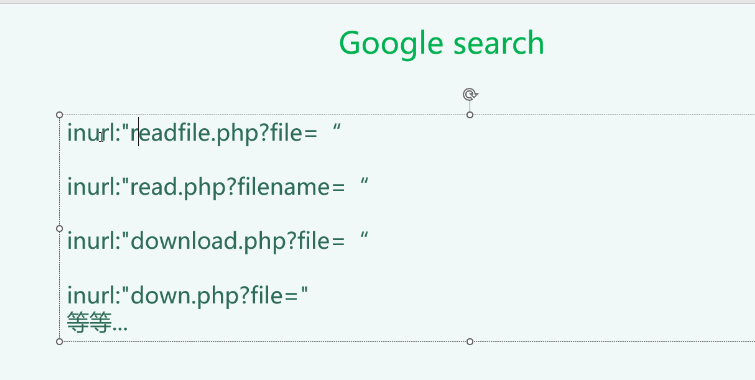 Google search
inurl:"readfile.php?file= “
inurl:"read.php?filename= “
inurl:"download.php?file= “
inurl:"down.php?file="
等等...